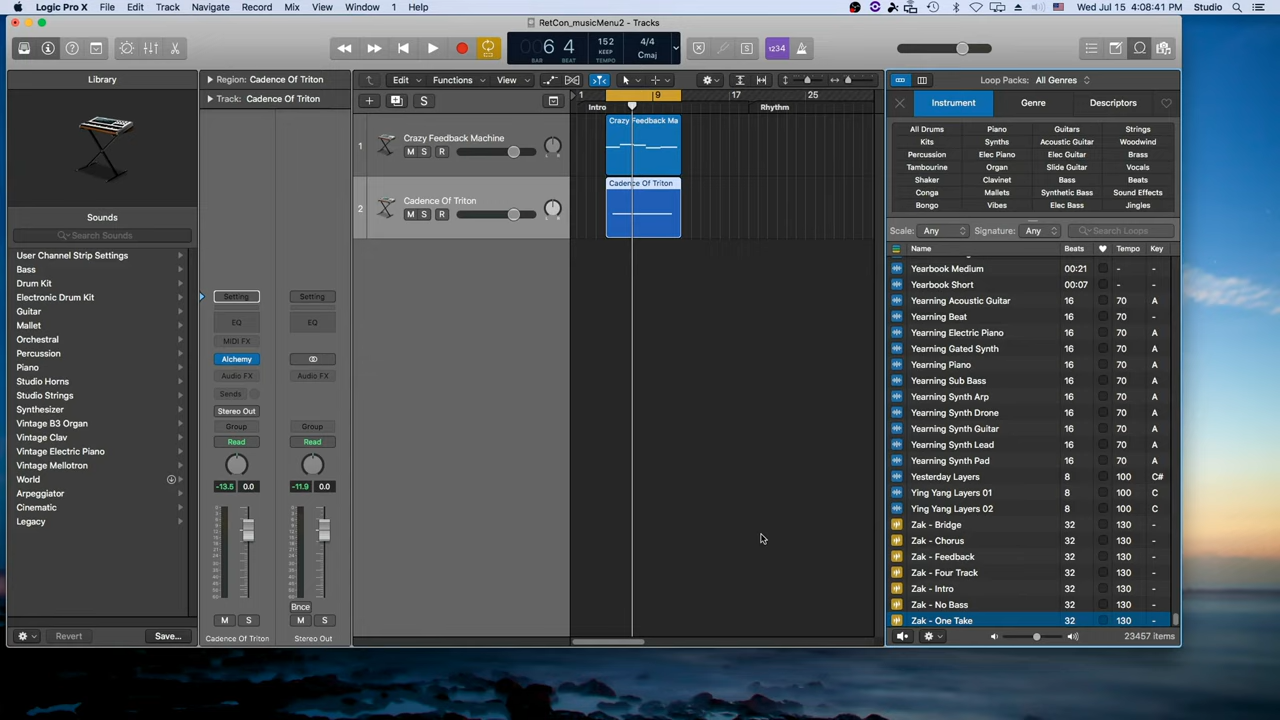 Logic Pro X File Edit Track Navigate Record Mix View Window 1 Help
Wed Jul 15 4:08:41 PM Studio
RetCon_musicMenu2 - Tracks
6 4
BAR BEAT
152
KEEP
TEMPO
4/4
Cmaj
1234
Library
Sounds
Search Sounds
User Channel Strip Settings
Bass
Drum Kit
Electronic Drum Kit
Guitar
Mallet
Orchestral
Percussion
Piano
Studio Horns
Studio Strings
Synthesizer
Vintage B3 Organ
Vintage Clav
Vintage Electric Piano
Vintage Mellotron
World
Arpeggiator
Cinematic
Legacy
Revert Save...
Region: Cadence Of Triton
Track: Cadence Of Triton
Setting Setting
EQ EQ
MIDI FX
Alchemy
Audio FX Audio FX
Sends
Stereo Out
Group Group
Read Read
-13.5 0.0 -11.9 0.0
Bnce
M S M S
Cadence Of Triton Stereo Out
Edit Functions View
S
1 9 17 25
Intro Rhythm
1 Crazy Feedback Machine
M S R
Crazy Feedback Ma
2 Cadence Of Triton
M S R
Cadence Of Triton
Loop Packs: All Genres
Instrument Genre Descriptors
All Drums Piano Guitars Strings
Kits Synths Acoustic Guitar Woodwind
Percussion Elec Piano Elec Guitar Brass
Tambourine Organ Slide Guitar Vocals
Shaker Clavinet Bass Beats
Conga Mallets Synthetic Bass Sound Effects
Bongo Vibes Elec Bass Jingles
Scale: Any Signature: Any Search Loops
Name Beats Tempo Key
Yearbook Medium 00:21 - -
Yearbook Short 00:07 - -
Yearning Acoustic Guitar 16 70 A
Yearning Beat 16 70 -
Yearning Electric Piano 16 70 A
Yearning Gated Synth 16 70 A
Yearning Piano 16 70 A
Yearning Sub Bass 16 70 A
Yearning Synth Arp 16 70 A
Yearning Synth Drone 16 70 A
Yearning Synth Guitar 16 70 A
Yearning Synth Lead 16 70 A
Yearning Synth Pad 16 70 A
Yesterday Layers 8 100 C#
Ying Yang Layers 01 8 100 C
Ying Yang Layers 02 8 100 C
Zak - Bridge 32 130 -
Zak - Chorus 32 130 -
Zak - Feedback 32 130 -
Zak - Four Track 32 130 -
Zak - Intro 32 130 -
Zak - No Bass 32 130 -
Zak - One Take 32 130 -
23457 items